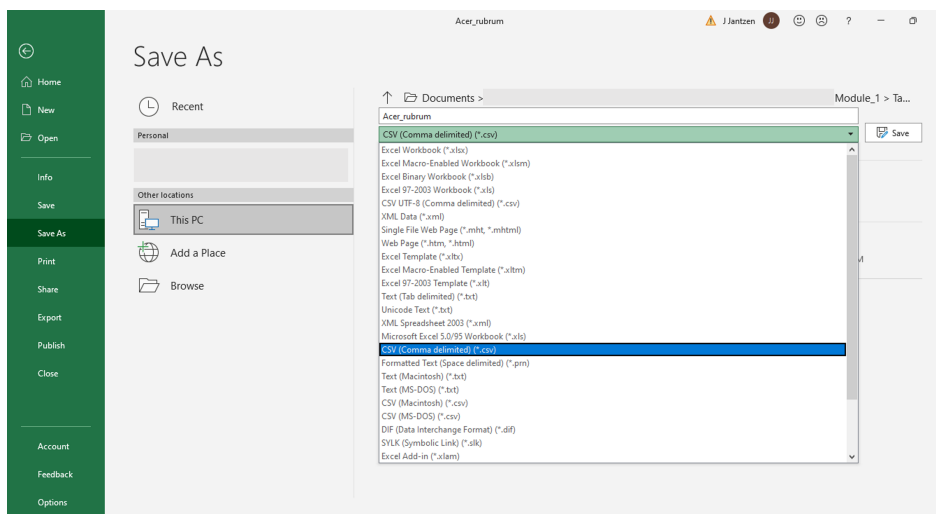 Acer_rubrum
J Jantzen
JJ
?
Save As
Home
New
Open
Info
Save
Save As
Print
Share
Export
Publish
Close
Account
Feedback
Options
Recent
Personal
Other locations
This PC
Add a Place
Browse
Documents > Module_1 > Ta...
Acer_rubrum
CSV (Comma delimited) (*.csv)
Save
Excel Workbook (*.xlsx)
Excel Macro-Enabled Workbook (*.xlsm)
Excel Binary Workbook (*.xlsb)
Excel 97-2003 Workbook (*.xls)
CSV UTF-8 (Comma delimited) (*.csv)
XML Data (*.xml)
Single File Web Page (*.mht, *.mhtml)
Web Page (*.htm, *.html)
Excel Template (*.xltx)
Excel Macro-Enabled Template (*.xltm)
Excel 97-2003 Template (*.xlt)
Text (Tab delimited) (*.txt)
Unicode Text (*.txt)
XML Spreadsheet 2003 (*.xml)
Microsoft Excel 5.0/95 Workbook (*.xls)
CSV (Comma delimited) (*.csv)
Formatted Text (Space delimited) (*.prn)
Text (Macintosh) (*.txt)
Text (MS-DOS) (*.txt)
CSV (Macintosh) (*.csv)
CSV (MS-DOS) (*.csv)
DIF (Data Interchange Format) (*.dif)
SYLK (Symbolic Link) (*.slk)
Excel Add-in (*.xlam)